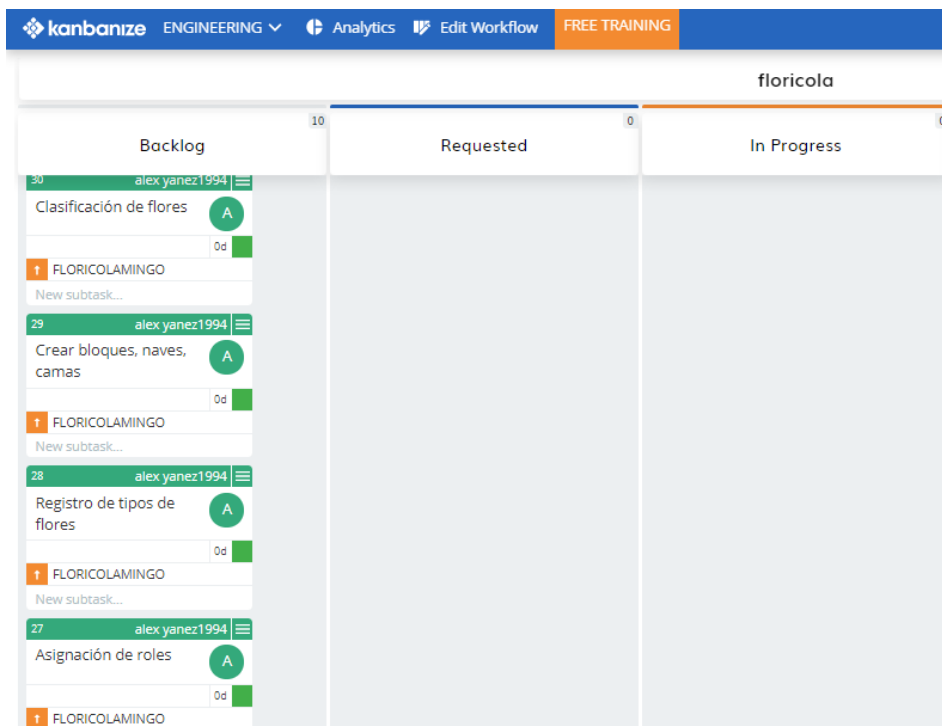 kanbanize ENGINEERING Analytics Edit Workflow FREE TRAINING
floricola
10 0 0
Backlog Requested In Progress
30 alex yanez1994
Clasificación de flores A
0d
↑ FLORICOLAMINGO
New subtask...
29 alex yanez1994
Crear bloques, naves,
camas A
0d
↑ FLORICOLAMINGO
New subtask...
28 alex yanez1994
Registro de tipos de
flores A
0d
↑ FLORICOLAMINGO
New subtask...
27 alex yanez1994
Asignación de roles A
0d
↑ FLORICOLAMINGO